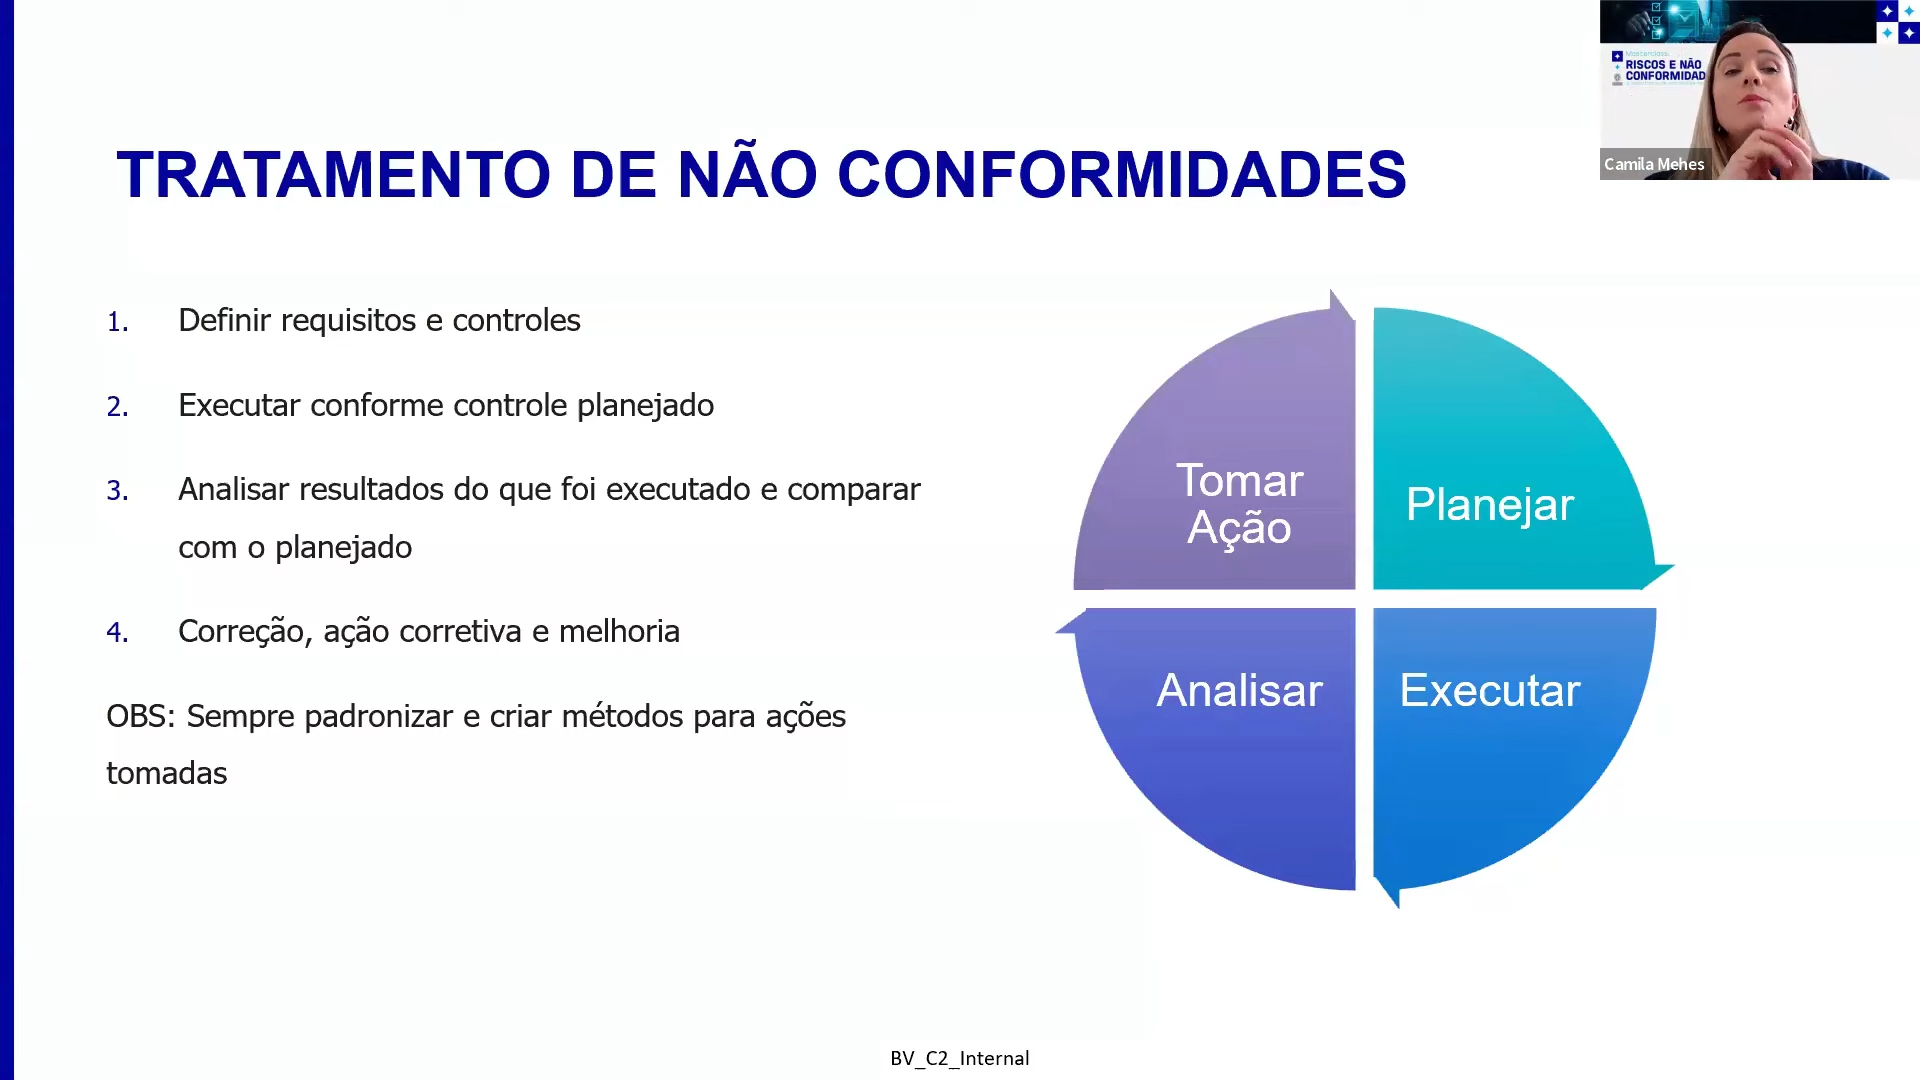 Masterclass:
RISCOS E NÃO
CONFORMIDAD
Camila Mehes
TRATAMENTO DE NÃO CONFORMIDADES
1. Definir requisitos e controles
2. Executar conforme controle planejado
3. Analisar resultados do que foi executado e comparar
com o planejado
4. Correção, ação corretiva e melhoria
OBS: Sempre padronizar e criar métodos para ações
tomadas
Tomar
Ação
Planejar
Analisar
Executar
BV_C2_Internal